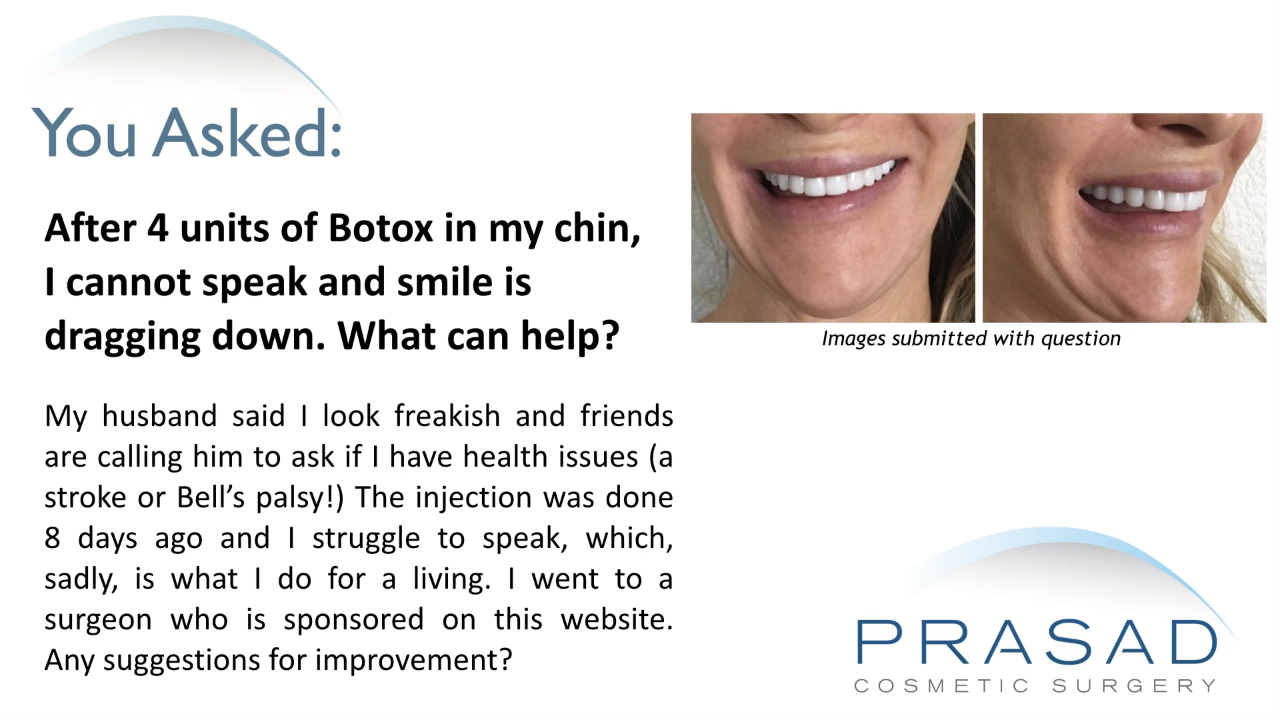 You Asked:
After 4 units of Botox in my chin,
I cannot speak and smile is
dragging down. What can help?
Images submitted with question
My husband said I look freakish and friends
are calling him to ask if I have health issues (a
stroke or Bell’s palsy!) The injection was done
8 days ago and I struggle to speak, which,
sadly, is what I do for a living. I went to a
surgeon who is sponsored on this website.
Any suggestions for improvement?
PRASAD
COSMETIC SURGERY